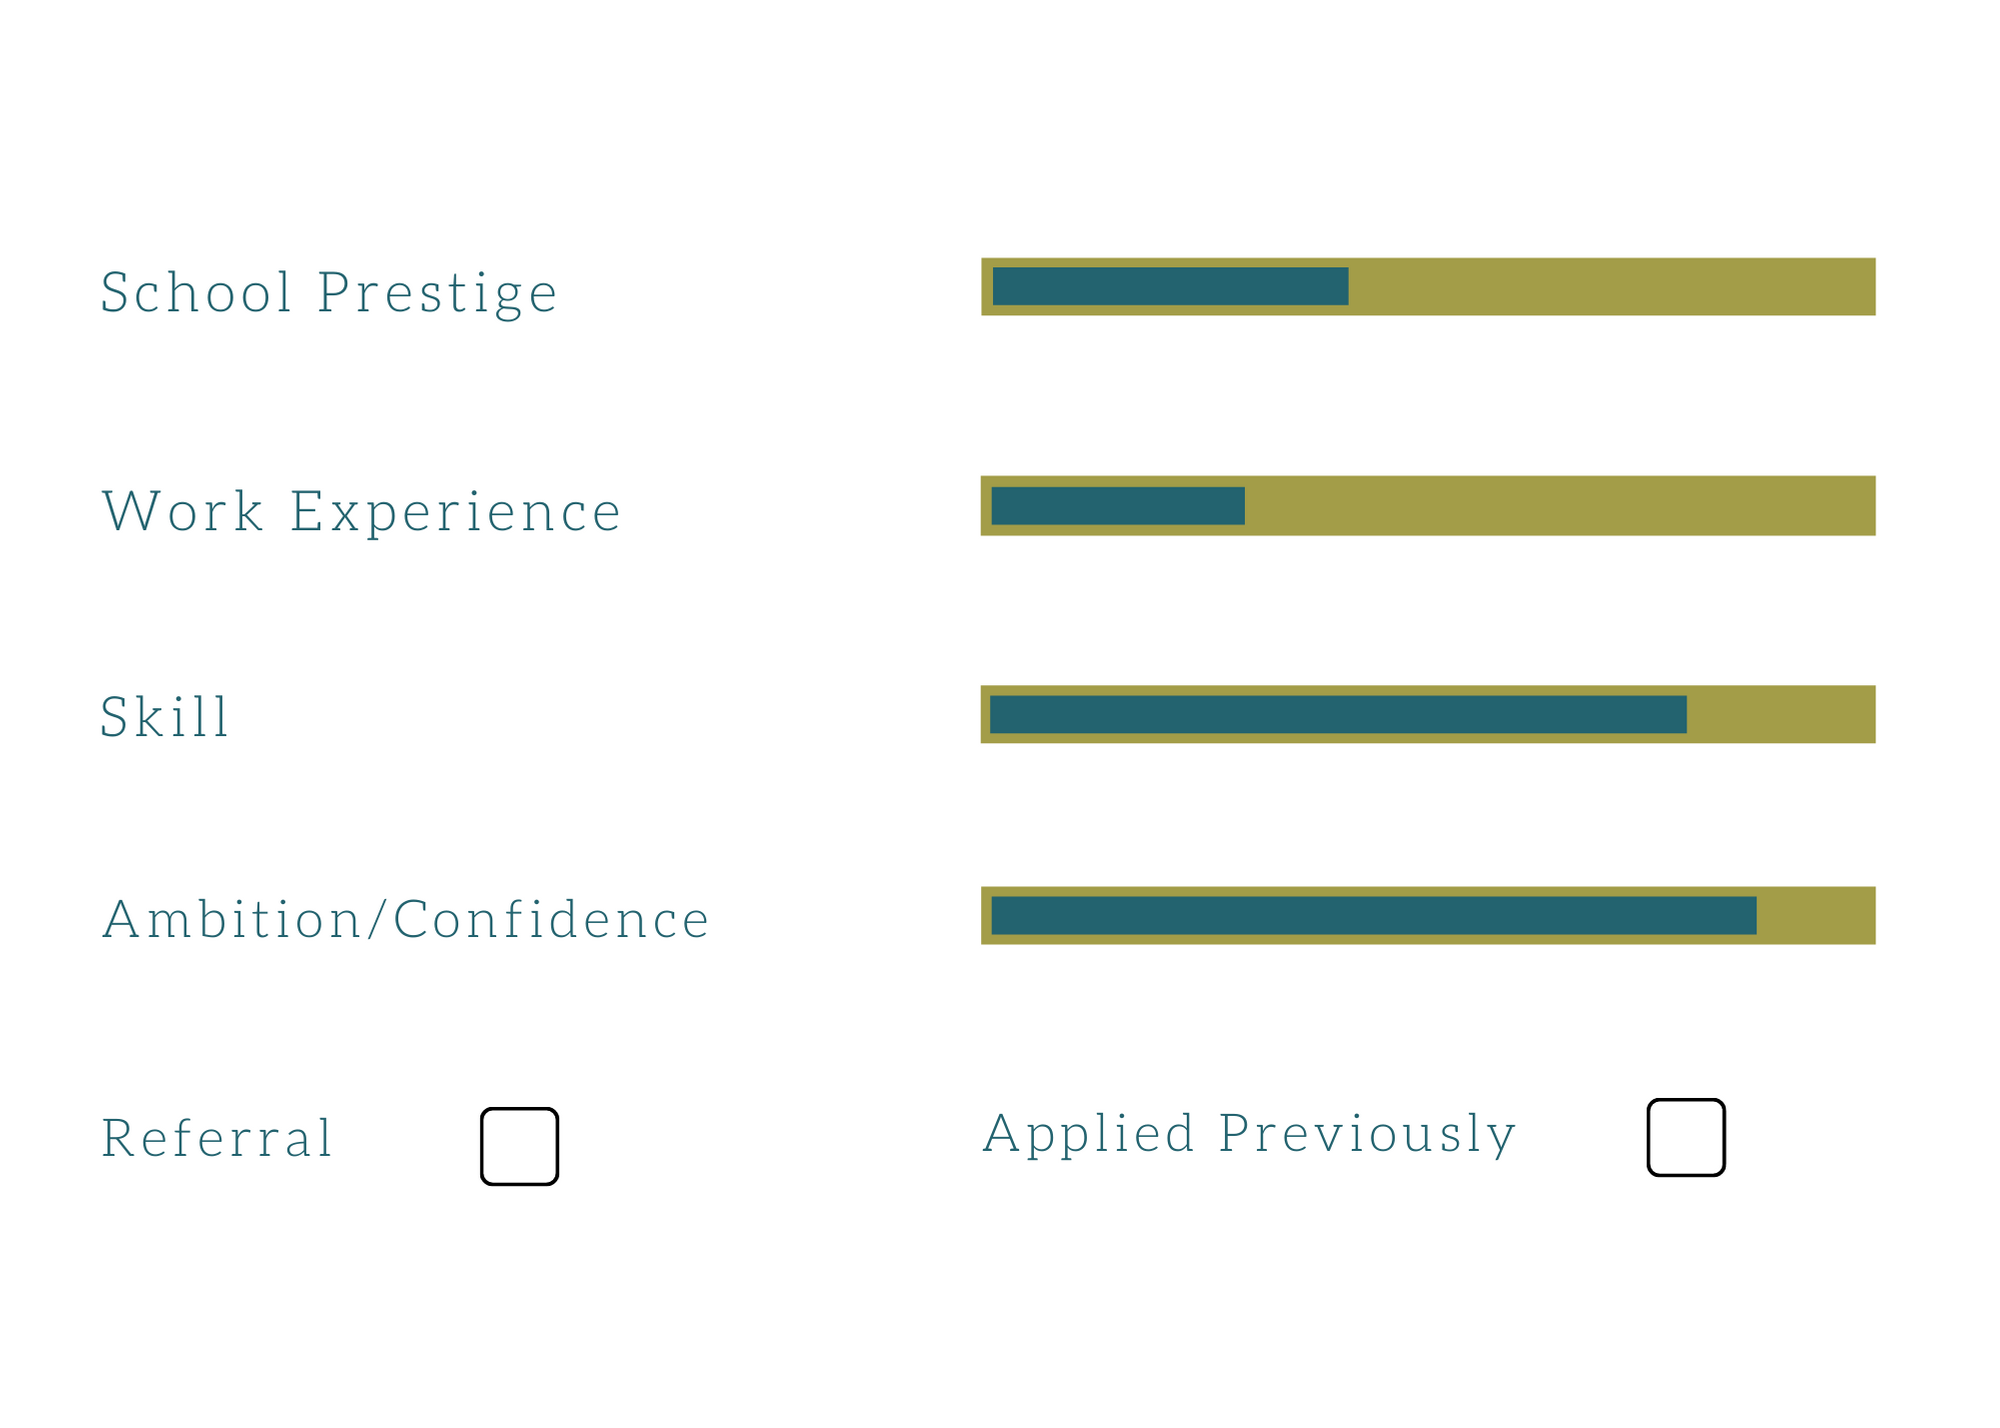 School Prestige
Work Experience
Skill
Ambition/Confidence
Referral
Applied Previously